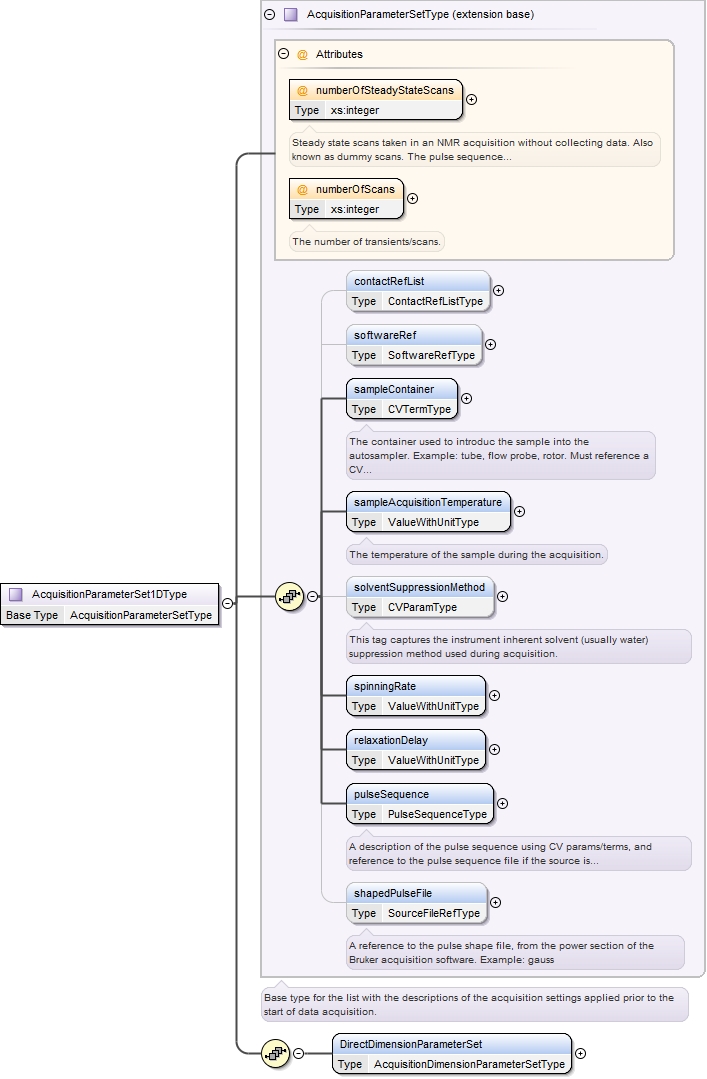 AcquisitionParameterSetType (extension base)
@ Attributes
@ numberOfSteadyStateScans
Type xs:integer
Steady state scans taken in an NMR acquisition without collecting data. Also
known as dummy scans. The pulse sequence...
@ numberOfScans
Type xs:integer
The number of transients/scans.
contactRefList
Type ContactRefListType
softwareRef
Type SoftwareRefType
sampleContainer
Type CVTermType
The container used to introduc the sample into the
autosampler. Example: tube, flow probe, rotor. Must reference a
CV...
sampleAcquisitionTemperature
Type ValueWithUnitType
The temperature of the sample during the acquisition.
AcquisitionParameterSet1DType
Base Type AcquisitionParameterSetType
solventSuppressionMethod
Type CVParamType
This tag captures the instrument inherent solvent (usually water)
suppression method used during acquisition.
spinningRate
Type ValueWithUnitType
relaxationDelay
Type ValueWithUnitType
pulseSequence
Type PulseSequenceType
A description of the pulse sequence using CV params/terms, and
reference to the pulse sequence file if the source is...
shapedPulseFile
Type SourceFileRefType
A reference to the pulse shape file, from the power section of the
Bruker acquisition software. Example: gauss
Base type for the list with the descriptions of the acquisition settings applied prior to the
start of data acquisition.
DirectDimensionParameterSet
Type AcquisitionDimensionParameterSetType